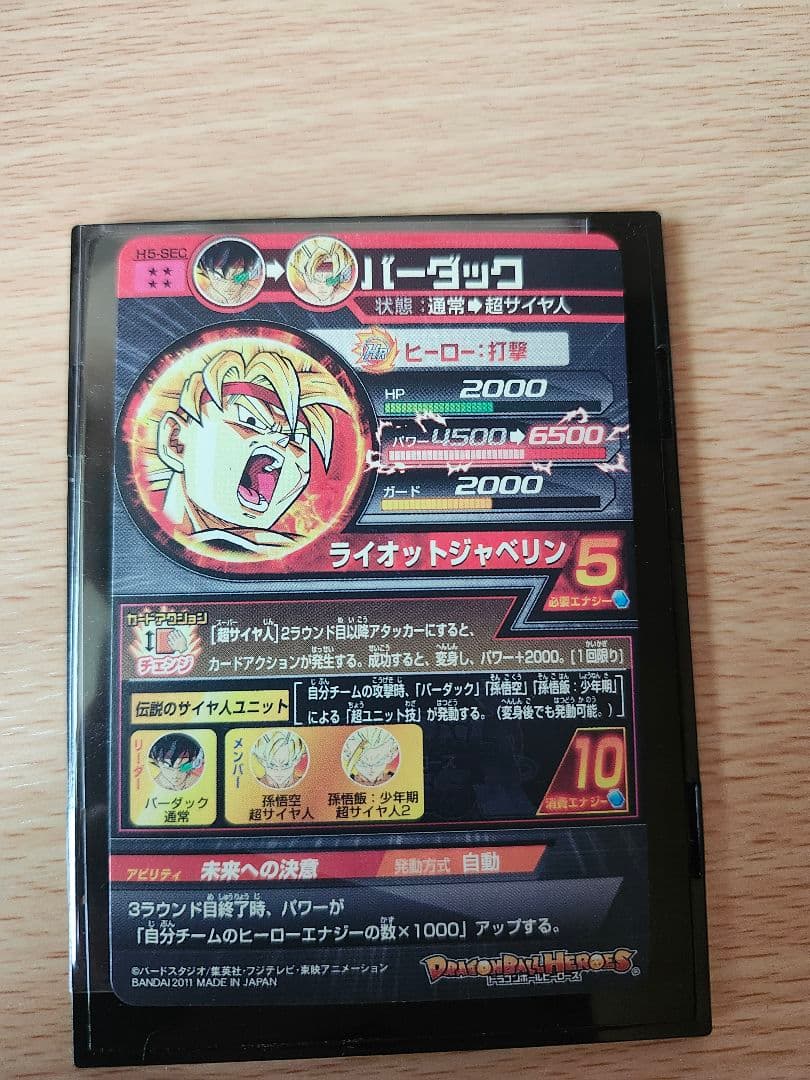 H5-SEC
★★
★★
バーダック
状態:通常➡超サイヤ人
HR ヒーロー:打撃
HP 2000
パワー 4500➡6500
ガード 2000
ライオットジャベリン 5
必要エナジー
カードアクション
チェンジ
[超サイヤ人]2ラウンド目以降アタッカーにすると、
カードアクションが発生する。成功すると、変身し、パワー+2000。[1回限り]
伝説のサイヤ人ユニット
自分チームの攻撃時、「バーダック」「孫悟空」「孫悟飯:少年期」
による「超ユニット技」が発動する。(変身後でも発動可能。)
リーダー
バーダック
通常
メンバー
孫悟空
超サイヤ人
孫悟飯:少年期
超サイヤ人2
10
消費エナジー
アビリティ 未来への決意 発動方式 自動
3ラウンド目終了時、パワーが
「自分チームのヒーローエナジーの数×1000」アップする。
©バードスタジオ/集英社・フジテレビ・東映アニメーション
BANDAI 2011 MADE IN JAPAN
DRAGON BALL HEROES®
ドラゴンボールヒーローズ